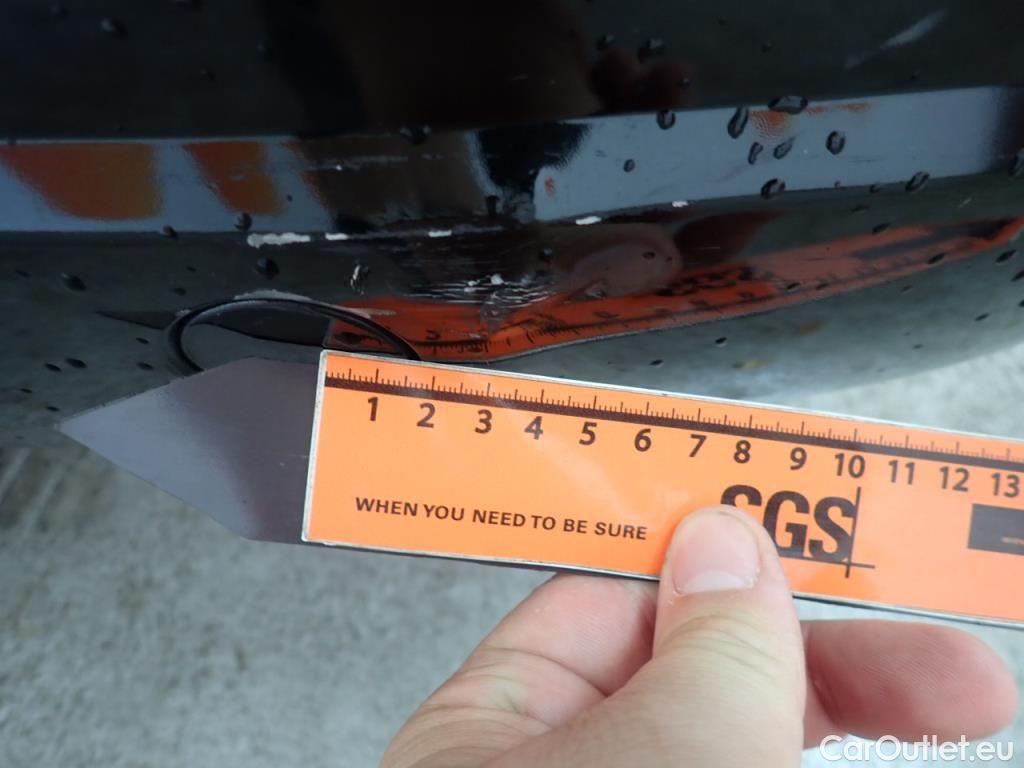 1 2 3 4 5 6 7 8 9 10 11 12 13
WHEN YOU NEED TO BE SURE
SGS
CarOutlet.eu